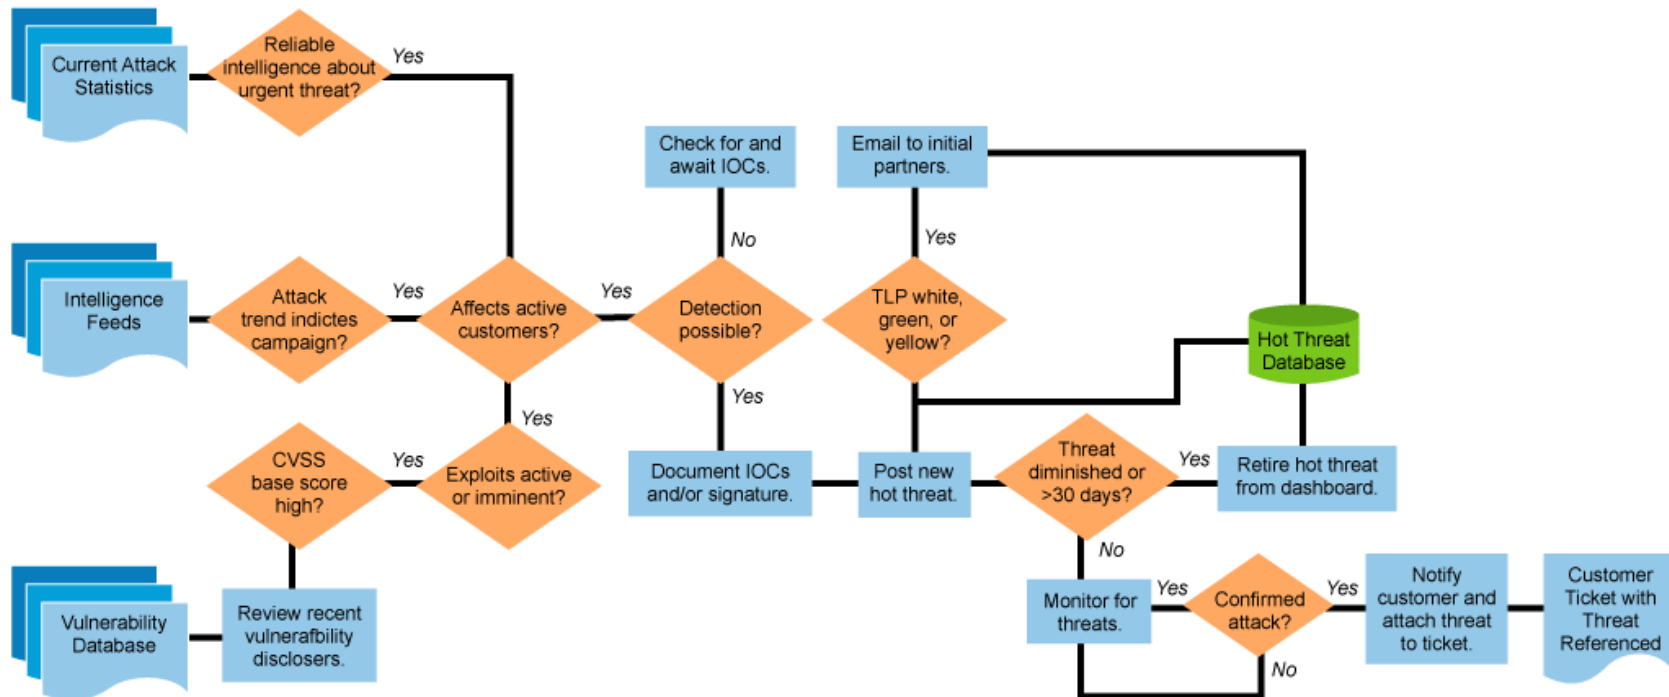 Current Attack
Statistics
Reliable
intelligence about
urgent threat?
Yes
Check for and
await IOCs.
Email to initial
partners.
No
Yes
Intelligence
Feeds
Attack
trend indictes
campaign?
Yes
Affects active
customers?
Yes
Detection
possible?
TLP white,
green, or
yellow?
Hot Threat
Database
Yes
Yes
CVSS
base score
high?
Yes
Exploits active
or imminent?
Document IOCs
and/or signature.
Post new
hot threat.
Threat
diminished or
>30 days?
Yes
Retire hot threat
from dashboard.
No
Vulnerability
Database
Review recent
vulnerafbility
disclosers.
Monitor for
threats.
Yes
Confirmed
attack?
Yes
Notify
customer and
attach threat
to ticket.
Customer
Ticket with
Threat
Referenced
No